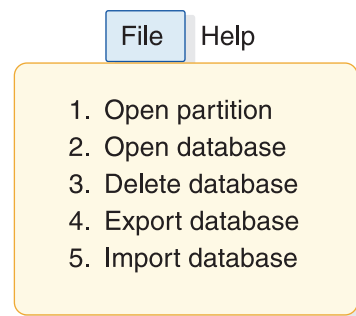 File Help
1. Open partition
2. Open database
3. Delete database
4. Export database
5. Import database